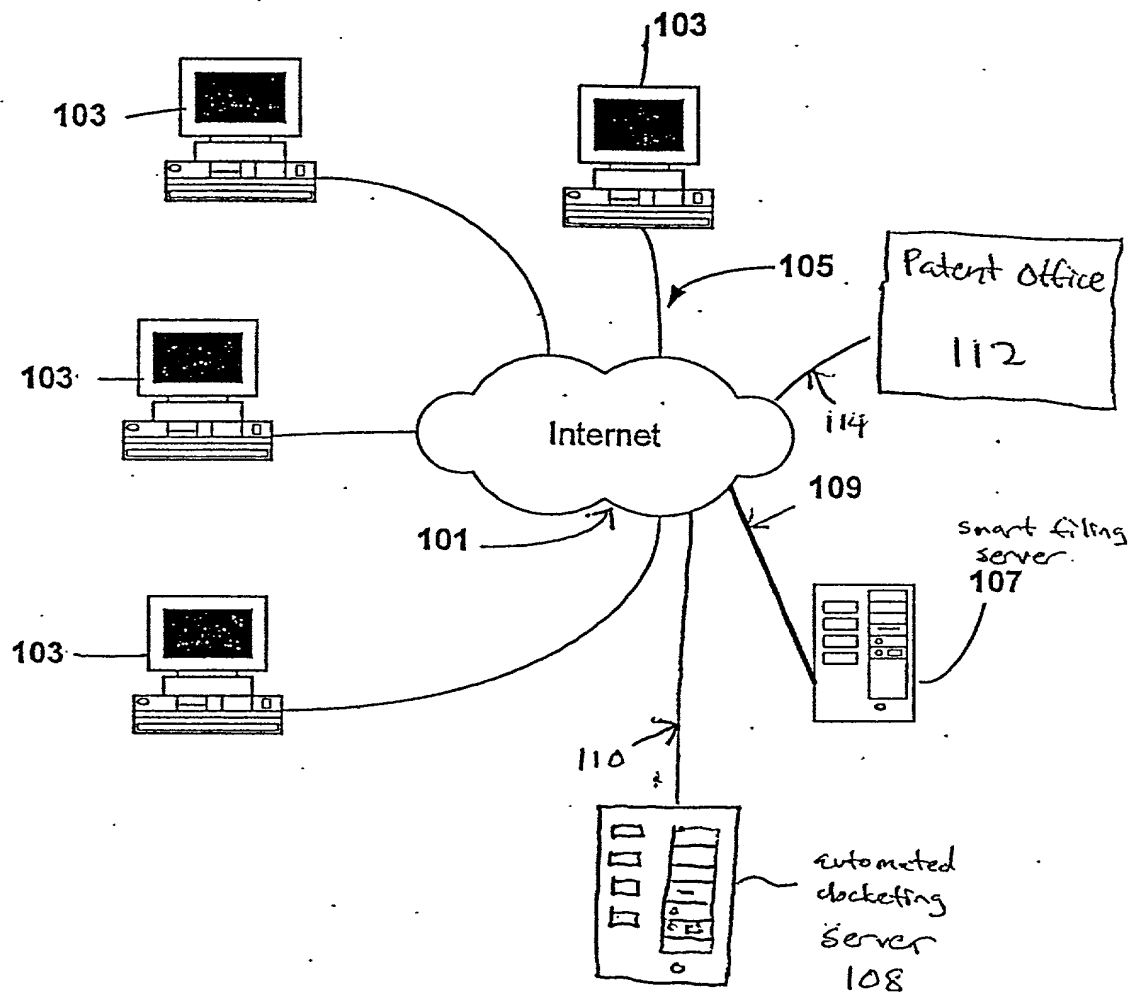 103
103
105
Patent Office
112
103
Internet
114
109
101
smart filing
server
107
103
110
automated
docketing
server
108